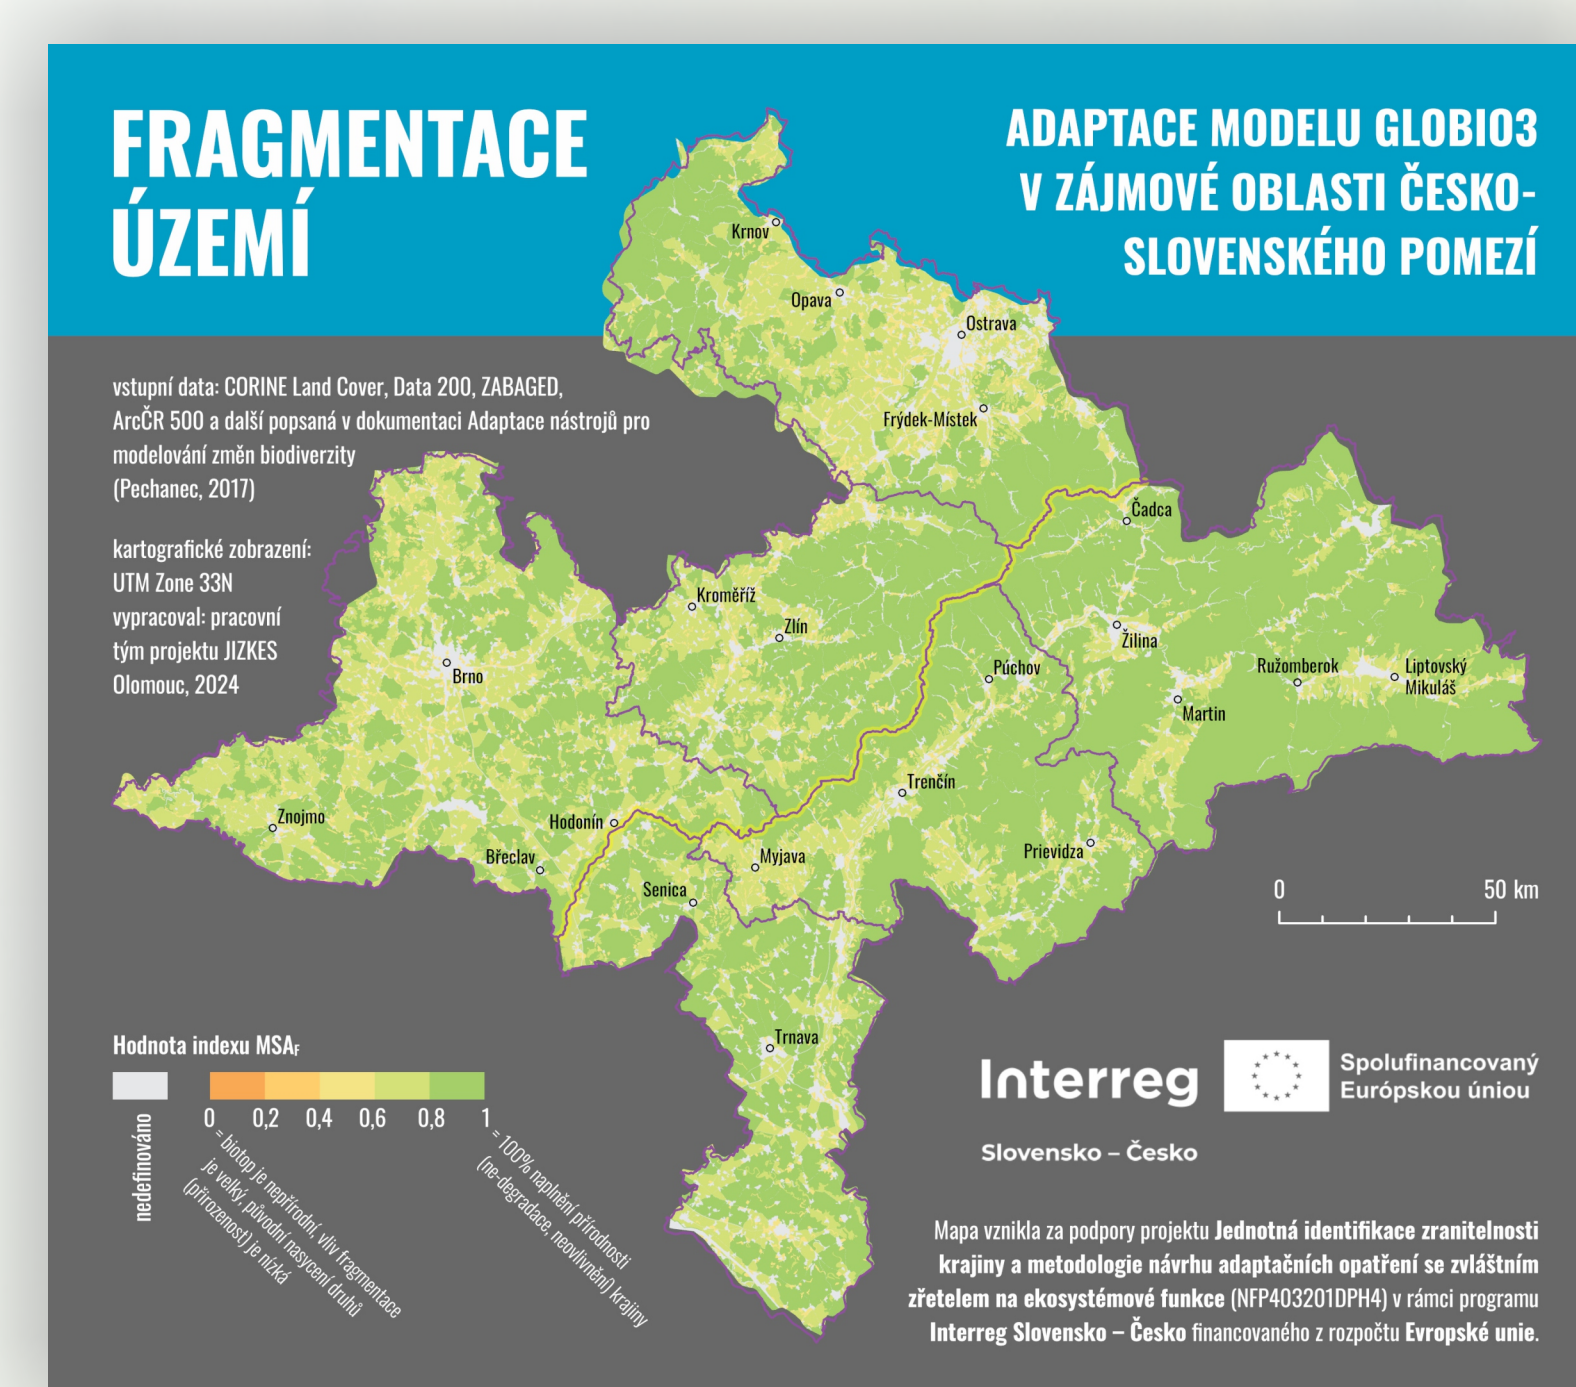 FRAGMENTACE
ÚZEMÍ
ADAPTACE MODELU GLOBIO3
V ZÁJMOVÉ OBLASTI ČESKO-
SLOVENSKÉHO POMEZÍ
vstupní data: CORINE Land Cover, Data 200, ZABAGED,
ArcČR 500 a další popsaná v dokumentaci Adaptace nástrojů pro
modelování změn biodiverzity
(Pechanec, 2017)
kartografické zobrazení:
UTM Zone 33N
vypracoval: pracovní
tým projektu JIZKES
Olomouc, 2024
Krnov
Opava
Ostrava
Frýdek-Místek
Čadca
Kroměříž
Zlín
Žilina
Brno
Púchov
Ružomberok
Liptovský
Mikuláš
Martin
Trenčín
Znojmo
Hodonín
Břeclav
Myjava
Prievidza
Senica
Trnava
0 50 km
Hodnota indexu MSAF
nedefinováno
0 0,2 0,4 0,6 0,8 1
= biotop je nepřírodní, vliv fragmentace
je velký, původní nasycení druhů
(přirozenost) je nízká
= 100% naplnění přírodnosti
(ne-degradace, neovlivnění) krajiny
Interreg
Spolufinancovaný
Európskou úniou
Slovensko – Česko
Mapa vznikla za podpory projektu Jednotná identifikace zranitelnosti
krajiny a metodologie návrhu adaptačních opatření se zvláštním
zřetelem na ekosystémové funkce (NFP403201DPH4) v rámci programu
Interreg Slovensko – Česko financovaného z rozpočtu Evropské unie.